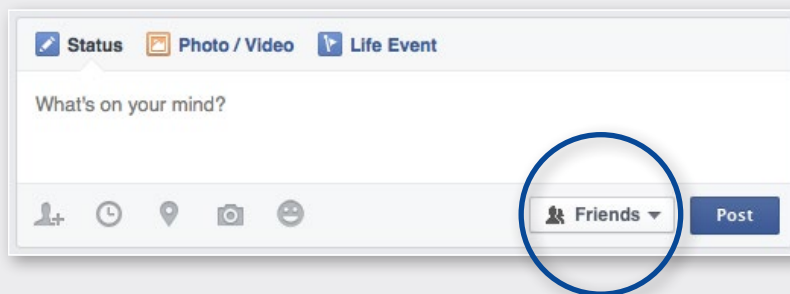 Status Photo / Video Life Event
What's on your mind?
Friends Post